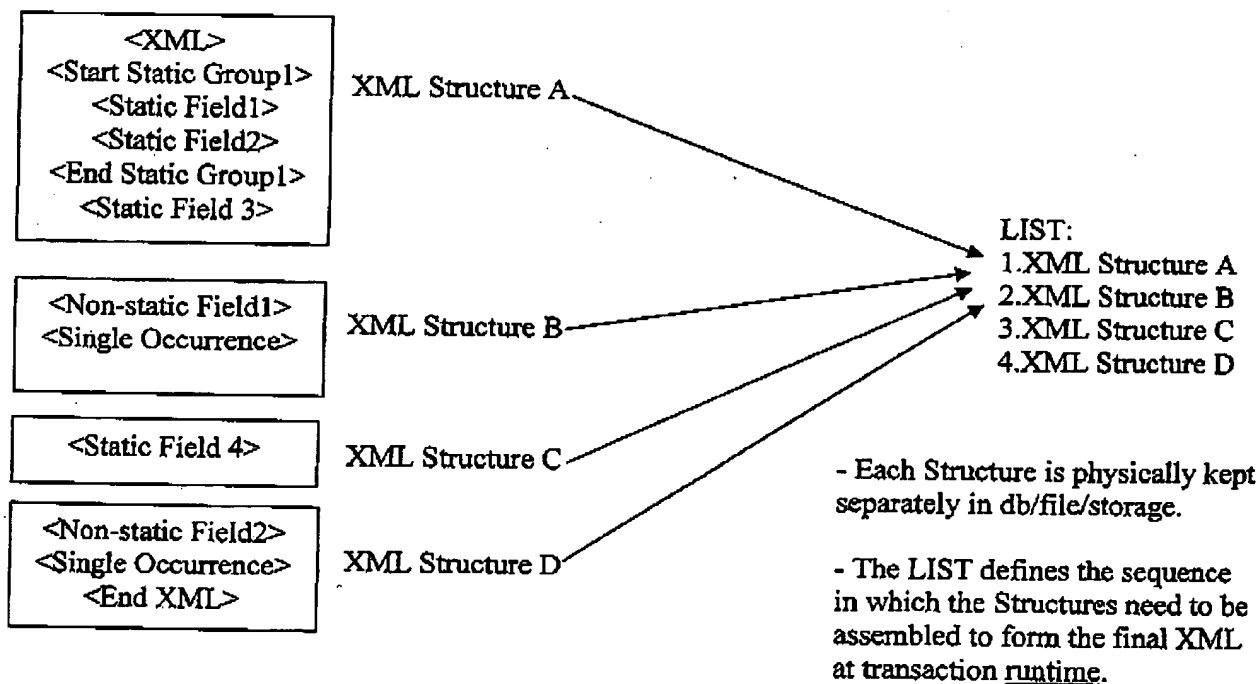 <XML>
<Start Static Group1>
<Static Field1>
<Static Field2>
<End Static Group1>
<Static Field 3>
XML Structure A
<Non-static Field1>
<Single Occurrence>
XML Structure B
<Static Field 4>
XML Structure C
<Non-static Field2>
<Single Occurrence>
<End XML>
XML Structure D
LIST:
1.XML Structure A
2.XML Structure B
3.XML Structure C
4.XML Structure D
- Each Structure is physically kept
separately in db/file/storage.
- The LIST defines the sequence
in which the Structures need to be
assembled to form the final XML
at transaction runtime.